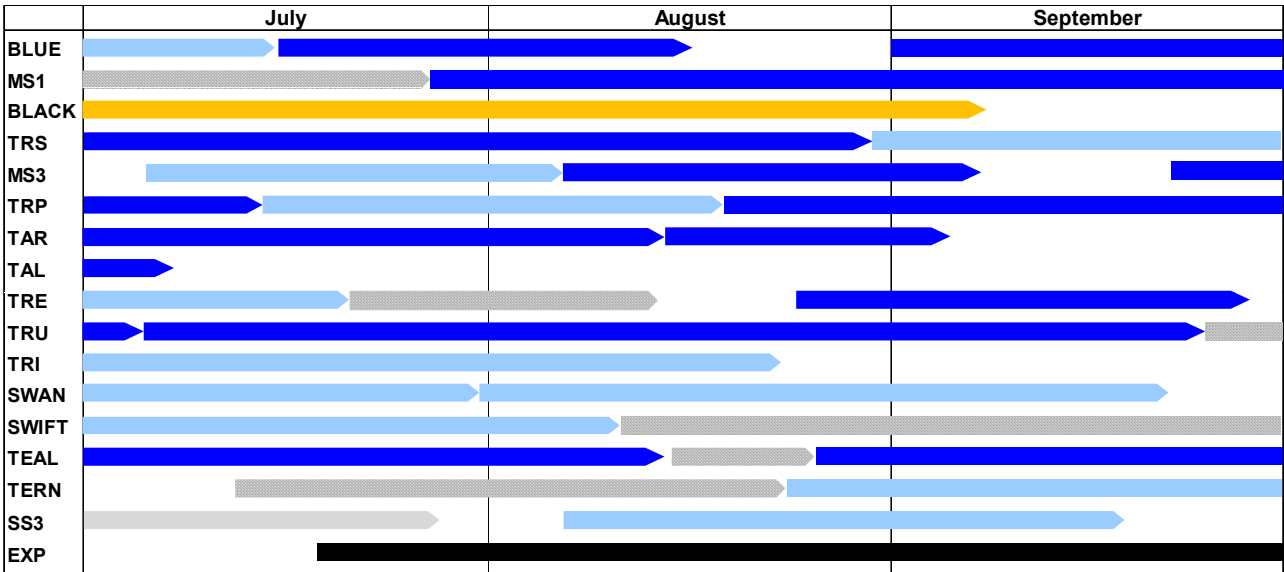 July August September
BLUE
MS1
BLACK
TRS
MS3
TRP
TAR
TAL
TRE
TRU
TRI
SWAN
SWIFT
TEAL
TERN
SS3
EXP